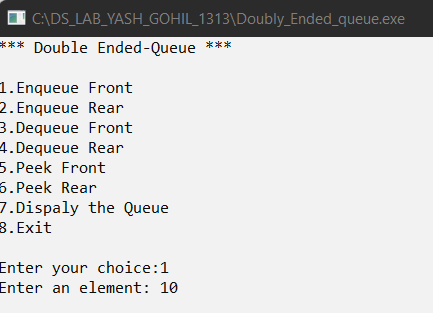 C:\DS_LAB_YASH_GOHIL_1313\Doubly_Ended_queue.exe
*** Double Ended-Queue ***
1.Enqueue Front
2.Enqueue Rear
3.Dequeue Front
4.Dequeue Rear
5.Peek Front
6.Peek Rear
7.Dispaly the Queue
8.Exit
Enter your choice:1
Enter an element: 10